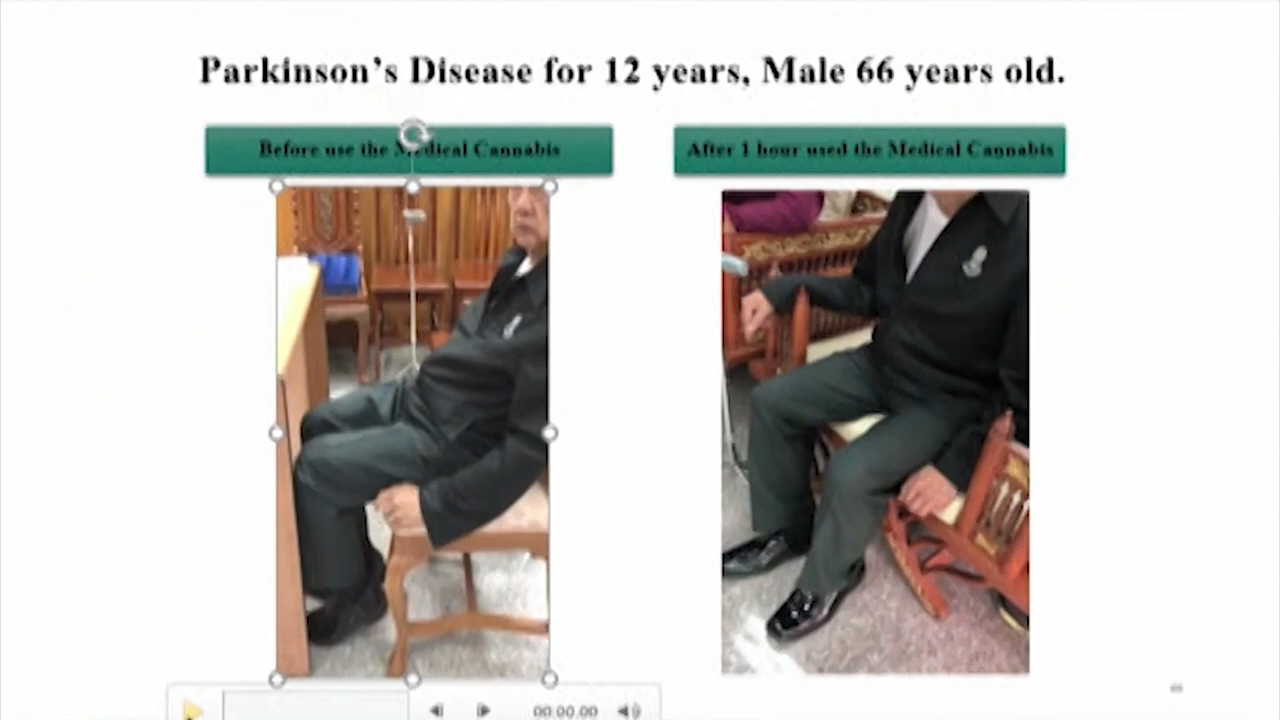 Parkinson's Disease for 12 years, Male 66 years old.
Before use the Medical Cannabis
After 1 hour used the Medical Cannabis
00:00.00